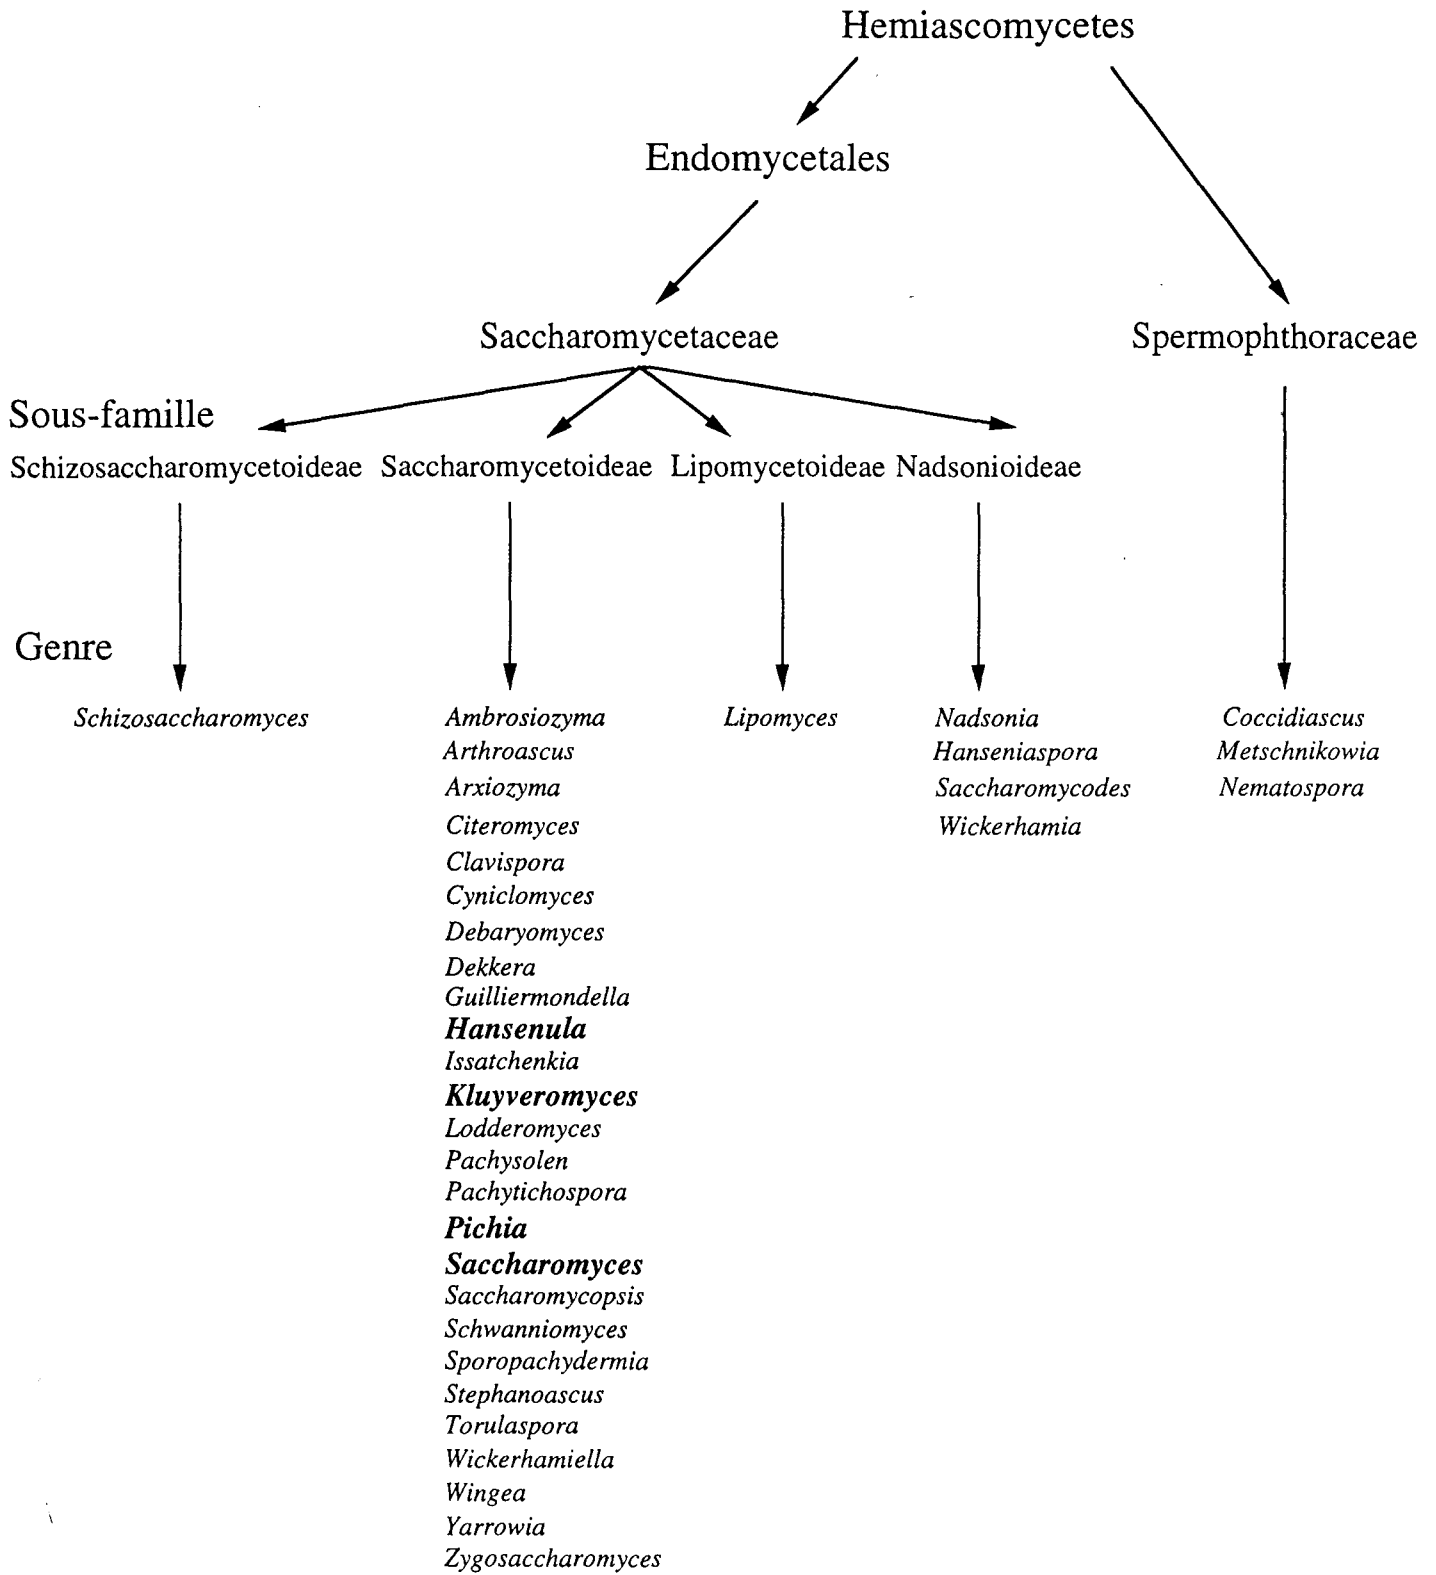 Hemiascomycetes
Endomycetales
Saccharomycetaceae
Spermophthoraceae
Sous-famille
Schizosaccharomycetoideae
Saccharomycetoideae
Lipomycetoideae
Nadsonioideae
Genre
Schizosaccharomyces
Ambrosiozyma
Arthroascus
Arxiozyma
Citeromyces
Clavispora
Cyniclomyces
Debaryomyces
Dekkera
Guilliermondella
Hansenula
Issatchenkia
Kluyveromyces
Lodderomyces
Pachysolen
Pachytichospora
Pichia
Saccharomyces
Saccharomycopsis
Schwanniomyces
Sporopachydermia
Stephanoascus
Torulaspora
Wickerhamiella
Wingea
Yarrowia
Zygosaccharomyces
Lipomyces
Nadsonia
Hanseniaspora
Saccharomycodes
Wickerhamia
Coccidiascus
Metschnikowia
Nematospora